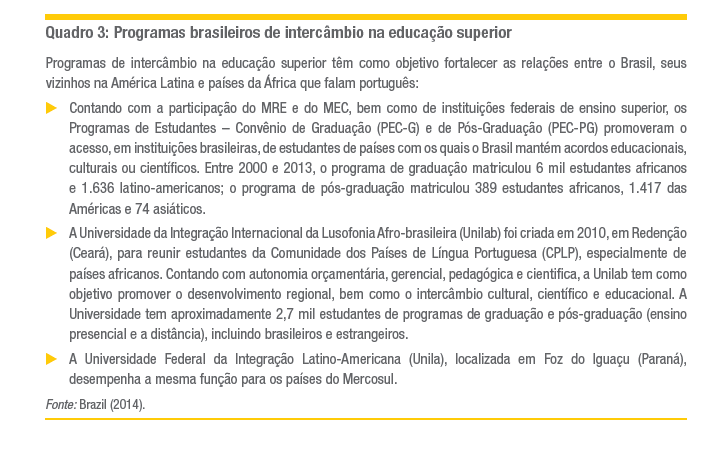 Quadro 3: Programas brasileiros de intercâmbio na educação superior
Programas de intercâmbio na educação superior têm como objetivo fortalecer as relações entre o Brasil, seus
vizinhos na América Latina e países da África que falam português:
Contando com a participação do MRE e do MEC, bem como de instituições federais de ensino superior, os
Programas de Estudantes – Convênio de Graduação (PEC-G) e de Pós-Graduação (PEC-PG) promoveram o
acesso, em instituições brasileiras, de estudantes de países com os quais o Brasil mantém acordos educacionais,
culturais ou científicos. Entre 2000 e 2013, o programa de graduação matriculou 6 mil estudantes africanos
e 1.636 latino-americanos; o programa de pós-graduação matriculou 389 estudantes africanos, 1.417 das
Américas e 74 asiáticos.
A Universidade da Integração Internacional da Lusofonia Afro-brasileira (Unilab) foi criada em 2010, em Redenção
(Ceará), para reunir estudantes da Comunidade dos Países de Língua Portuguesa (CPLP), especialmente de
países africanos. Contando com autonomia orçamentária, gerencial, pedagógica e cientifica, a Unilab tem como
objetivo promover o desenvolvimento regional, bem como o intercâmbio cultural, científico e educacional. A
Universidade tem aproximadamente 2,7 mil estudantes de programas de graduação e pós-graduação (ensino
presencial e a distância), incluindo brasileiros e estrangeiros.
A Universidade Federal da Integração Latino-Americana (Unila), localizada em Foz do Iguaçu (Paraná),
desempenha a mesma função para os países do Mercosul.
Fonte: Brazil (2014).